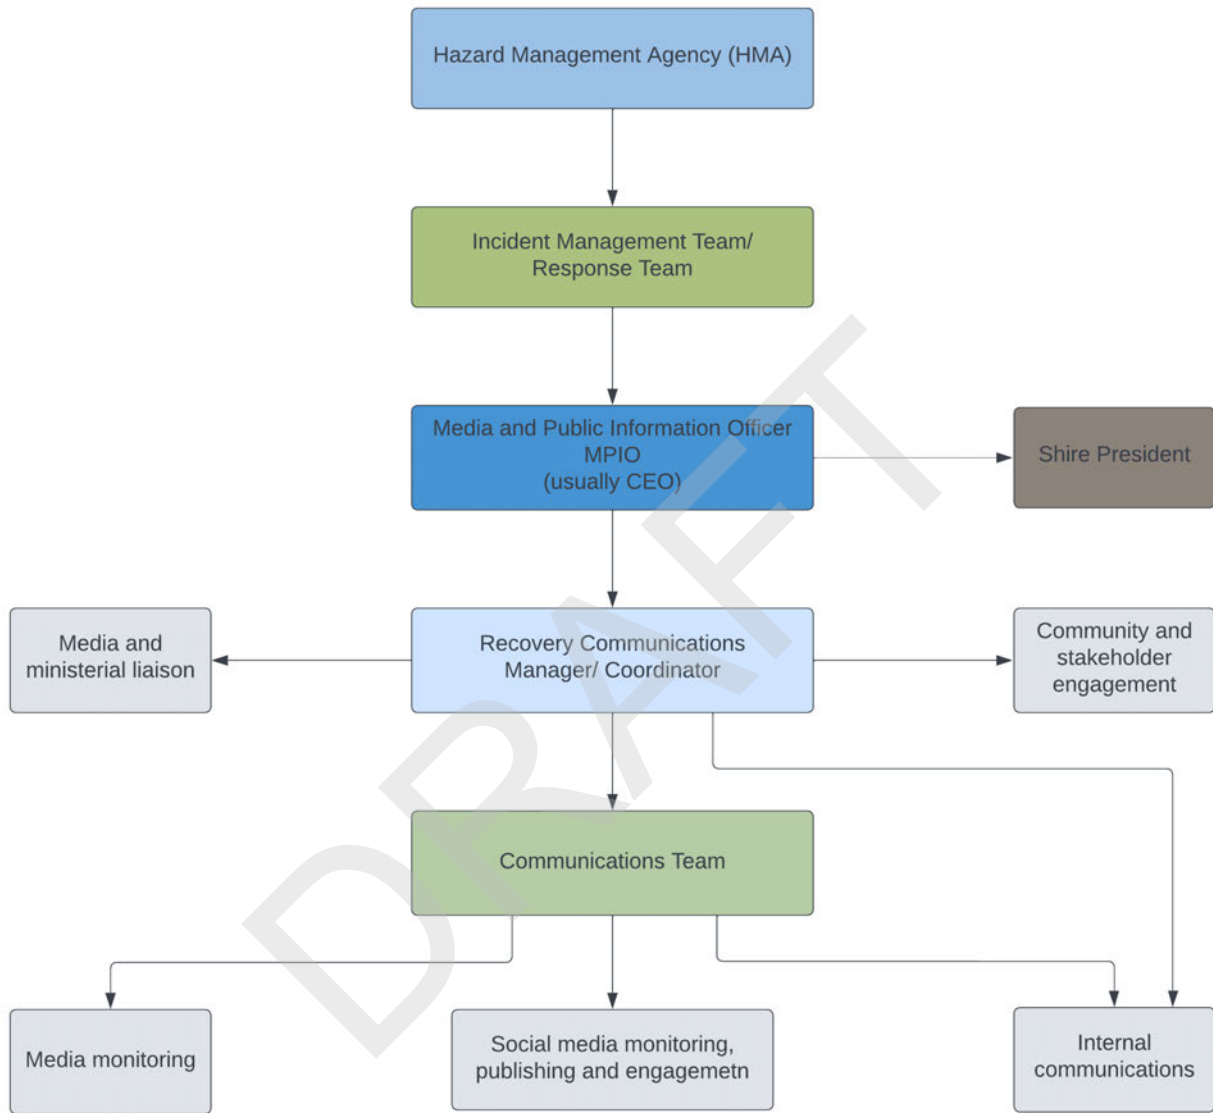 Hazard Management Agency (HMA)
Incident Management Team/
Response Team
Media and Public Information Officer
MPIO
(usually CEO)
Shire President
Media and
ministerial liaison
Recovery Communications
Manager/ Coordinator
Community and
stakeholder
engagement
Communications Team
Media monitoring
Social media monitoring,
publishing and engagemetn
Internal
communications
DRAFT